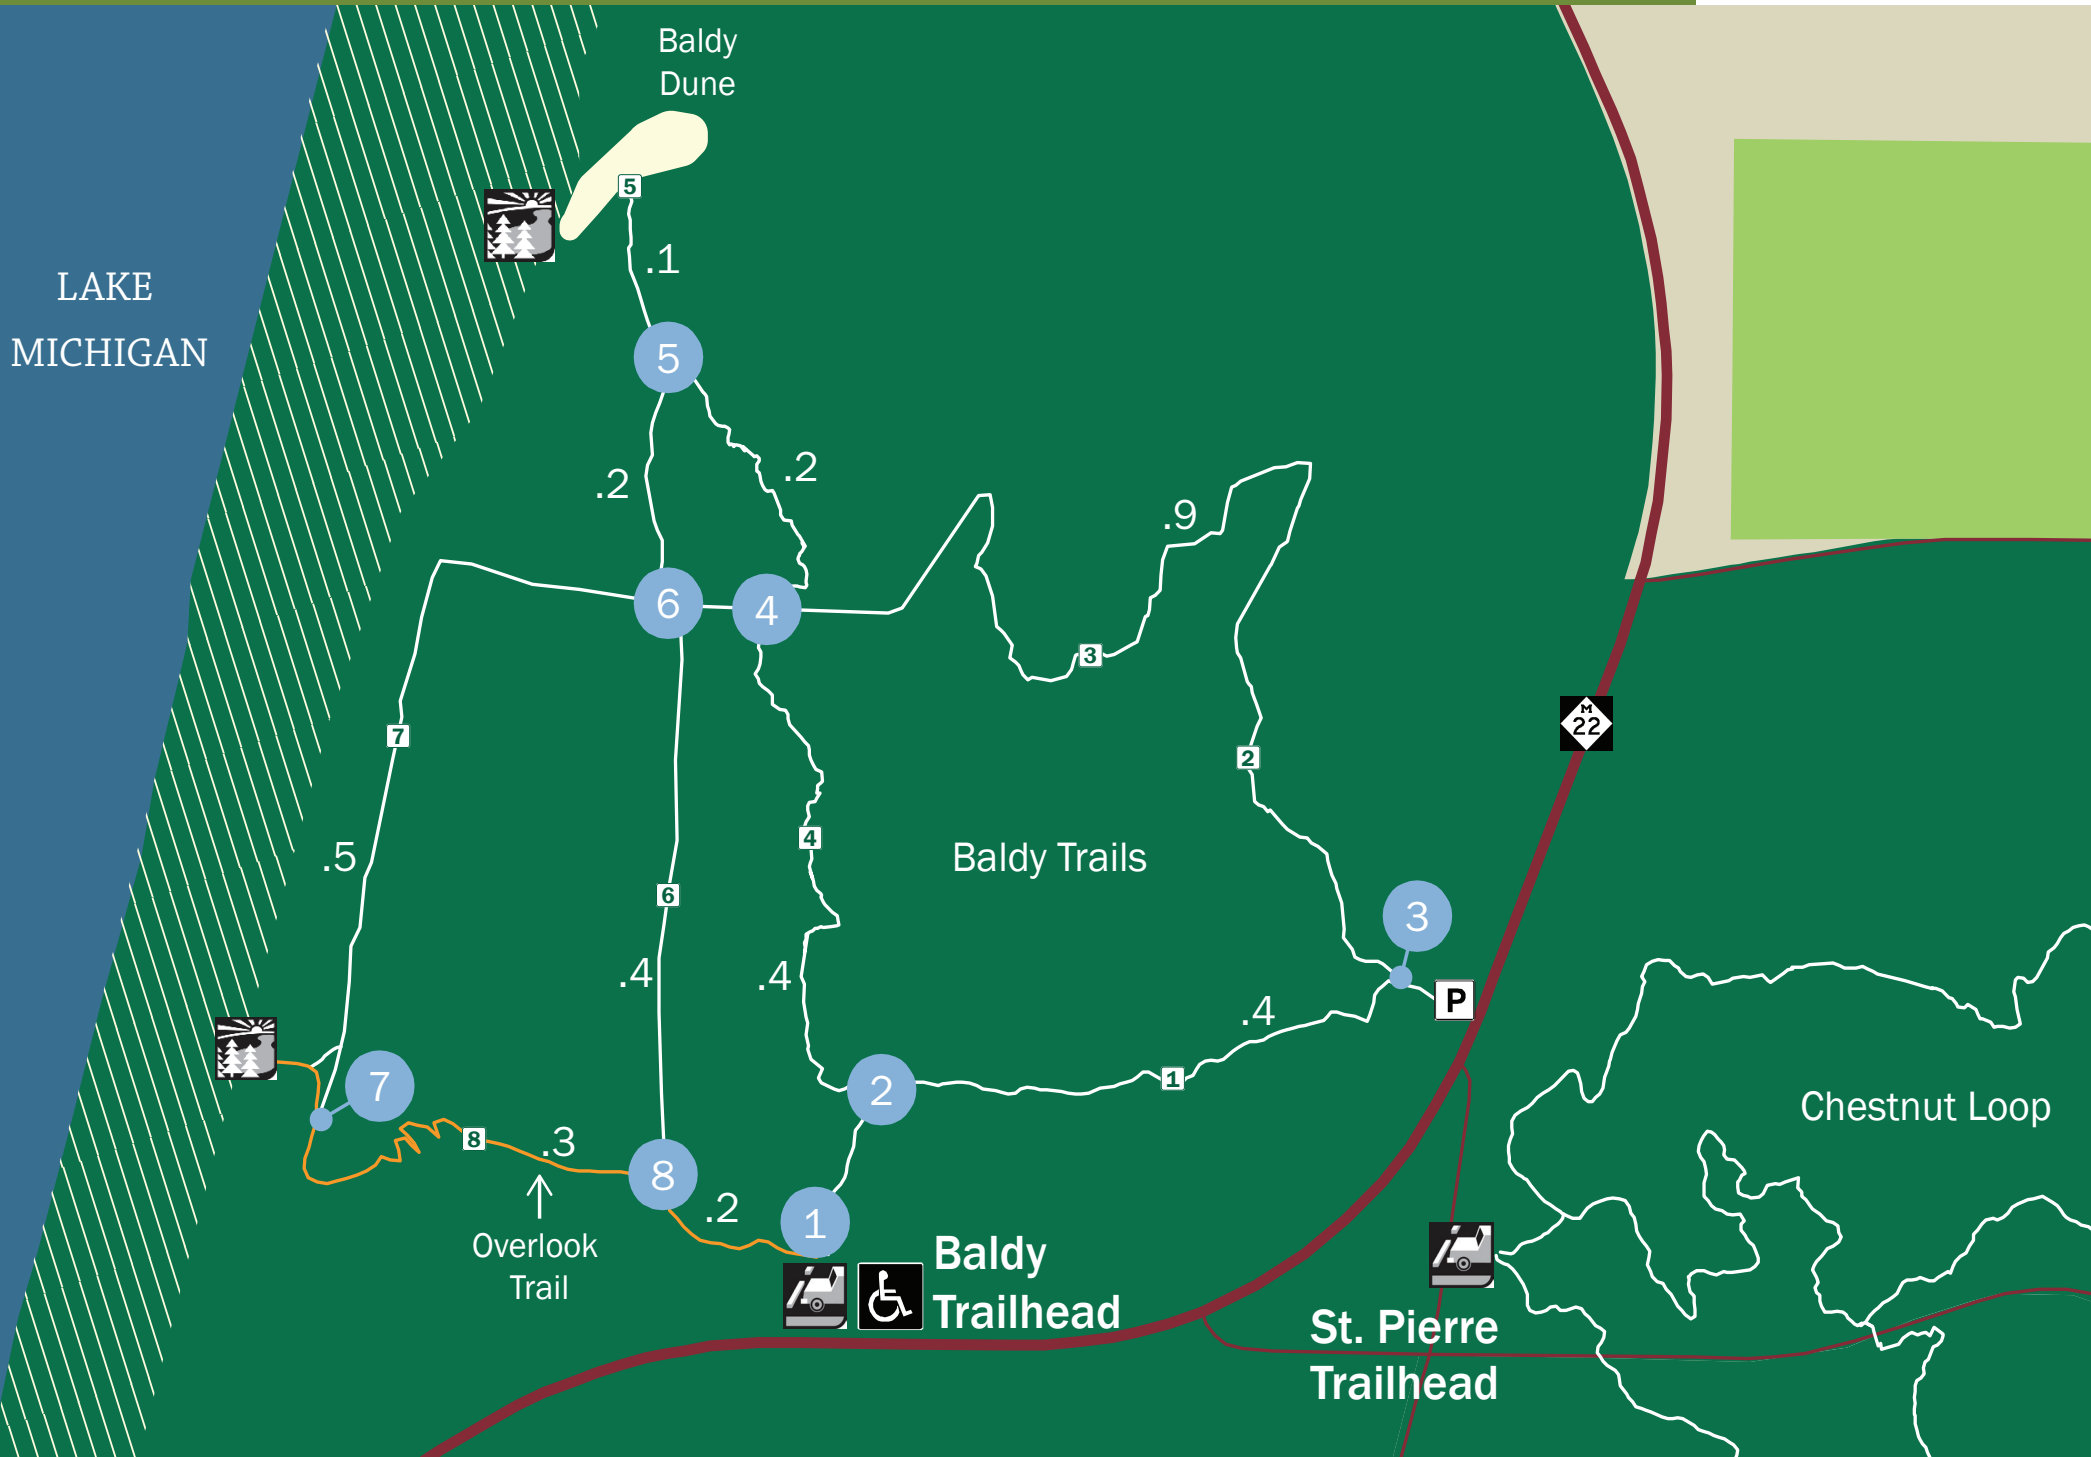 Baldy
Dune
5
.1
LAKE
MICHIGAN
5
.2
.2
.9
6
4
3
7
2
M
22
4
.5
Baldy Trails
6
3
.4
.4
P
.4
1
7
2
Chestnut Loop
8
.3
8
.2
1
Overlook
Trail
Baldy
Trailhead
St. Pierre
Trailhead